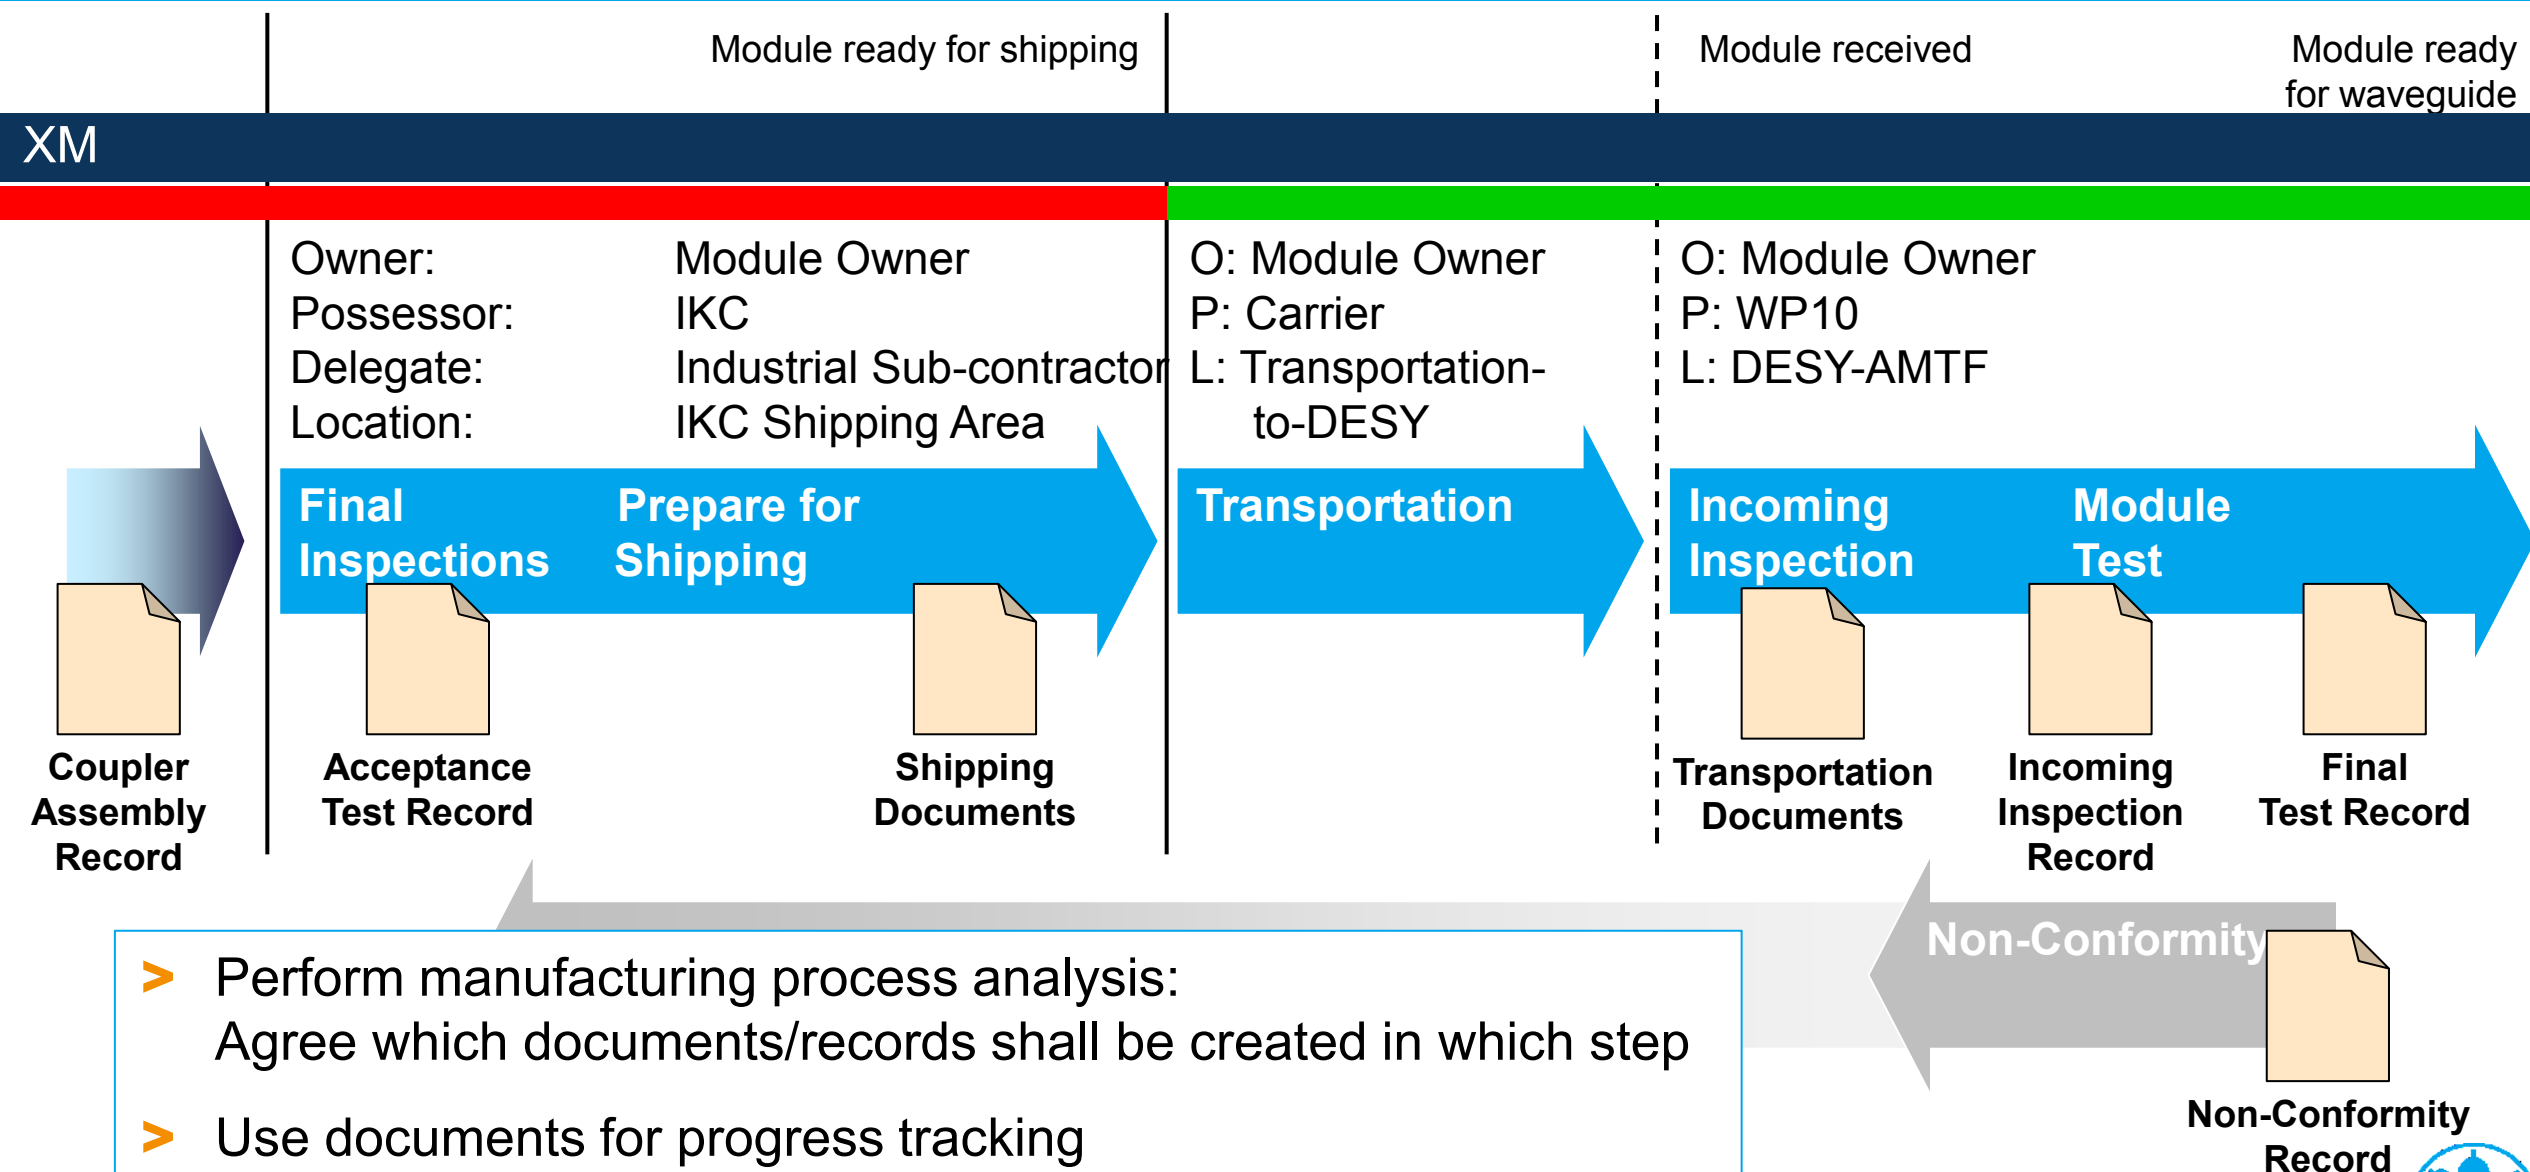 Module ready for shipping
Module received
Module ready
for waveguide
XM
Owner: Module Owner
Possessor: IKC
Delegate: Industrial Sub-contractor
Location: IKC Shipping Area
O: Module Owner
P: Carrier
L: Transportation-
to-DESY
O: Module Owner
P: WP10
L: DESY-AMTF
Final
Inspections
Prepare for
Shipping
Transportation
Incoming
Inspection
Module
Test
Coupler
Assembly
Record
Acceptance
Test Record
Shipping
Documents
Transportation
Documents
Incoming
Inspection
Record
Final
Test Record
Non-Conformity
> Perform manufacturing process analysis:
Agree which documents/records shall be created in which step
> Use documents for progress tracking
Non-Conformity
Record